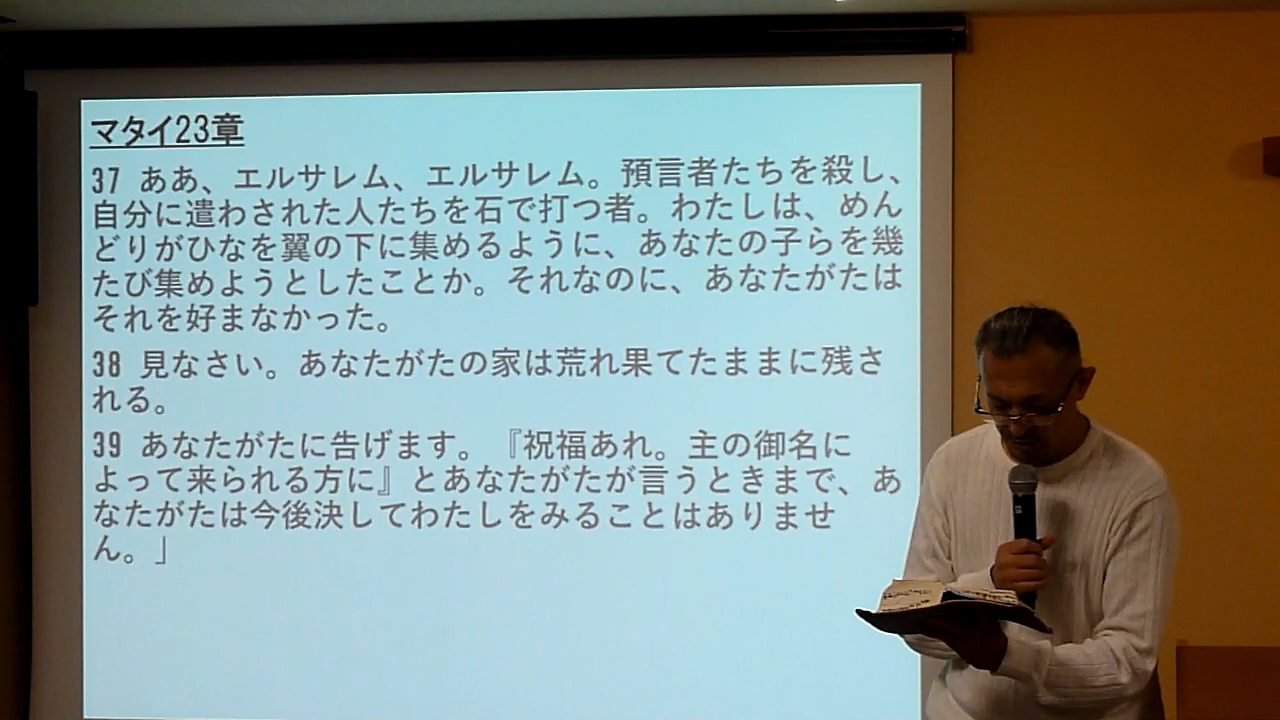 マタイ23章
37 ああ、エルサレム、エルサレム。預言者たちを殺し、
自分に遣わされた人たちを石で打つ者。わたしは、めん
どりがひなを翼の下に集めるように、あなたの子らを幾
たび集めようとしたことか。それなのに、あなたがたは
それを好まなかった。
38 見なさい。あなたがたの家は荒れ果てたままに残さ
れる。
39 あなたがたに告げます。『祝福あれ。主の御名に
よって来られる方に』とあなたがたが言うときまで、あ
なたがたは今後決してわたしをみることはありませ
ん。」